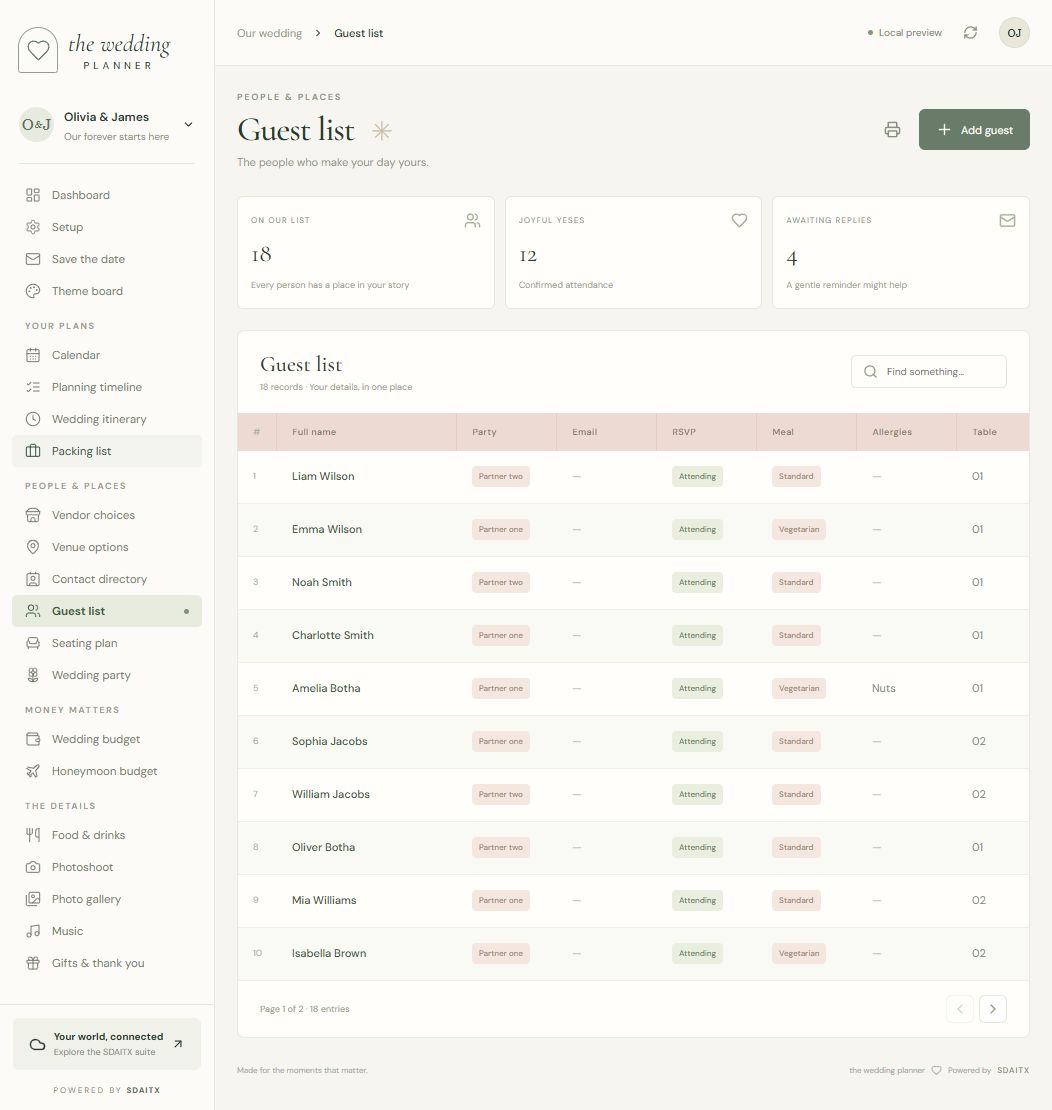 the wedding
PLANNER
O&J
Olivia & James
Our forever starts here
Dashboard
Setup
Save the date
Theme board
YOUR PLANS
Calendar
Planning timeline
Wedding itinerary
Packing list
PEOPLE & PLACES
Vendor choices
Venue options
Contact directory
Guest list
Seating plan
Wedding party
MONEY MATTERS
Wedding budget
Honeymoon budget
THE DETAILS
Food & drinks
Photoshoot
Photo gallery
Music
Gifts & thank you
Your world, connected
Explore the SDAITX suite
POWERED BY SDAITX
Our wedding > Guest list
Local preview
OJ
PEOPLE & PLACES
Guest list
The people who make your day yours.
Add guest
ON OUR LIST
18
Every person has a place in your story
JOYFUL YESES
12
Confirmed attendance
AWAITING REPLIES
4
A gentle reminder might help
Guest list
18 records · Your details, in one place
Find something...
# Full name Party Email RSVP Meal Allergies Table
1 Liam Wilson Partner two — Attending Standard — 01
2 Emma Wilson Partner one — Attending Vegetarian — 01
3 Noah Smith Partner two — Attending Standard — 01
4 Charlotte Smith Partner one — Attending Standard — 01
5 Amelia Botha Partner one — Attending Vegetarian Nuts 01
6 Sophia Jacobs Partner one — Attending Standard — 02
7 William Jacobs Partner two — Attending Standard — 02
8 Oliver Botha Partner two — Attending Standard — 01
9 Mia Williams Partner one — Attending Standard — 02
10 Isabella Brown Partner one — Attending Vegetarian — 02
Page 1 of 2 · 18 entries
Made for the moments that matter.
the wedding planner Powered by SDAITX